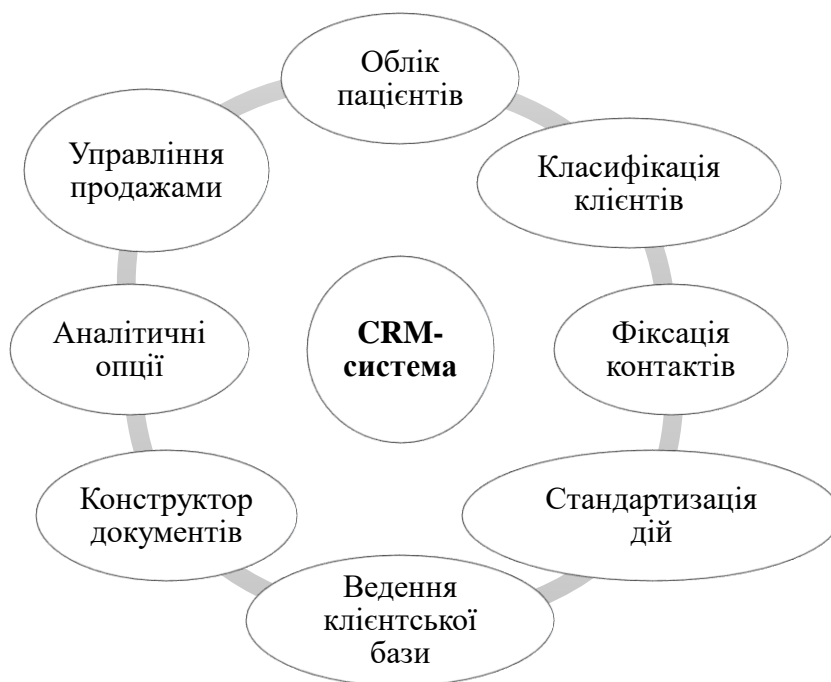 Облік
пацієнтів
Класифікація
клієнтів
Фіксація
контактів
Стандартизація
дій
Ведення
клієнтської
бази
Конструктор
документів
Аналітичні
опції
Управління
продажами
CRM-
система